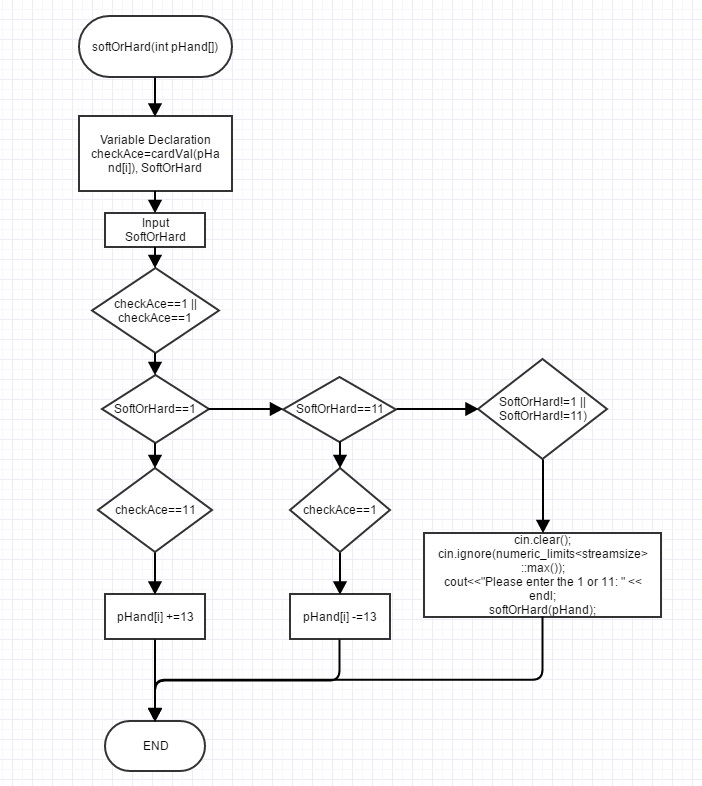 softOrHard(int pHand[])
Variable Declaration
checkAce=cardVal(pHa
nd[i]), SoftOrHard
Input
SoftOrHard
checkAce==1 ||
checkAce==1
SoftOrHard==1
SoftOrHard==11
SoftOrHard!=1 ||
SoftOrHard!=11)
checkAce==11
checkAce==1
cin.clear();
cin.ignore(numeric_limits<streamsize>
::max());
cout<<"Please enter the 1 or 11: " <<
endl;
softOrHard(pHand);
pHand[i] +=13
pHand[i] -=13
END